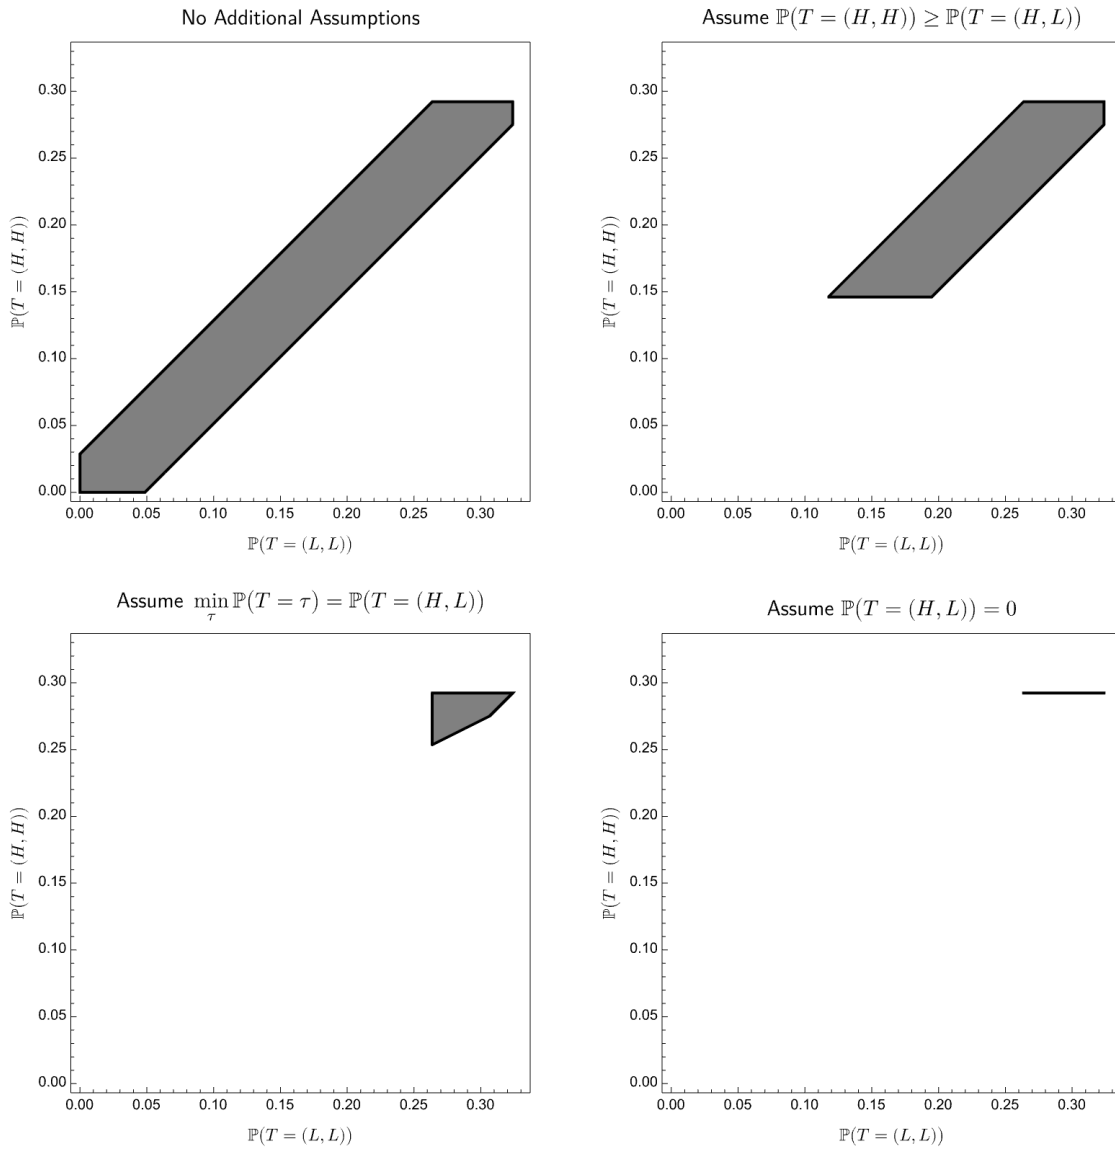 No Additional Assumptions
0.30
0.25
0.20
0.15
0.10
0.05
0.00
ℙ(T = (H, H))
0.00 0.05 0.10 0.15 0.20 0.25 0.30
ℙ(T = (L, L))
Assume ℙ(T = (H, H)) ≥ ℙ(T = (H, L))
0.30
0.25
0.20
0.15
0.10
0.05
0.00
ℙ(T = (H, H))
0.00 0.05 0.10 0.15 0.20 0.25 0.30
ℙ(T = (L, L))
Assume min ℙ(T = τ) = ℙ(T = (H, L))
τ
0.30
0.25
0.20
0.15
0.10
0.05
0.00
ℙ(T = (H, H))
0.00 0.05 0.10 0.15 0.20 0.25 0.30
ℙ(T = (L, L))
Assume ℙ(T = (H, L)) = 0
0.30
0.25
0.20
0.15
0.10
0.05
0.00
ℙ(T = (H, H))
0.00 0.05 0.10 0.15 0.20 0.25 0.30
ℙ(T = (L, L))